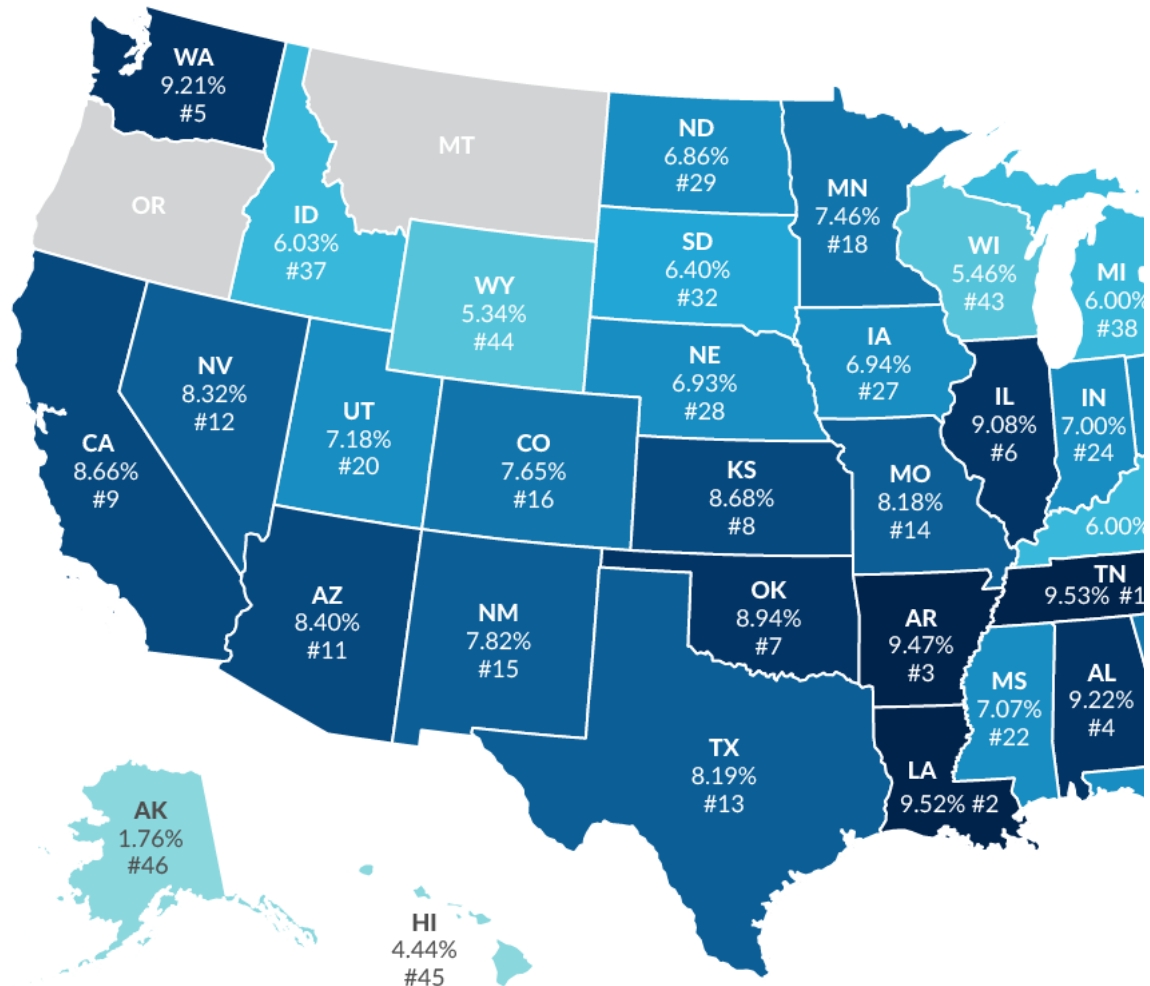 WA
9.21%
#5
MT
OR
ID
6.03%
#37
ND
6.86%
#29
MN
7.46%
#18
SD
6.40%
#32
WI
5.46%
#43
MI
6.00%
#38
WY
5.34%
#44
IA
6.94%
#27
NE
6.93%
#28
NV
8.32%
#12
UT
7.18%
#20
CO
7.65%
#16
IL
9.08%
#6
IN
7.00%
#24
CA
8.66%
#9
KS
8.68%
#8
MO
8.18%
#14
6.00%
AZ
8.40%
#11
NM
7.82%
#15
OK
8.94%
#7
AR
9.47%
#3
TN
9.53% #1
MS
7.07%
#22
AL
9.22%
#4
TX
8.19%
#13
LA
9.52% #2
AK
1.76%
#46
HI
4.44%
#45